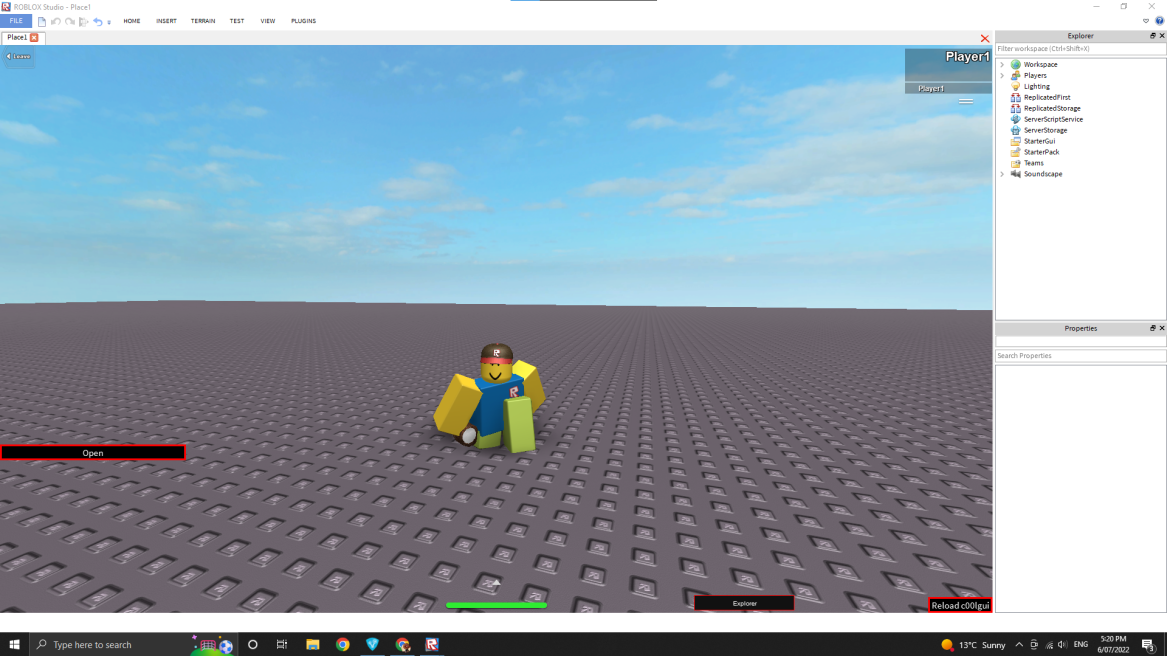 ROBLOX Studio - Place1
FILE
HOME
INSERT
TERRAIN
TEST
VIEW
PLUGINS
Place1
Player1
Player1
Explorer
Filter workspace (Ctrl+Shift+X)
Workspace
Players
Lighting
ReplicatedFirst
ReplicatedStorage
ServerScriptService
ServerStorage
StarterGui
StarterPack
Teams
Soundscape
Properties
Search Properties
Open
Explorer
Reload c00lgui
Type here to search
13°C Sunny
ENG
5:20 PM
6/07/2022
3